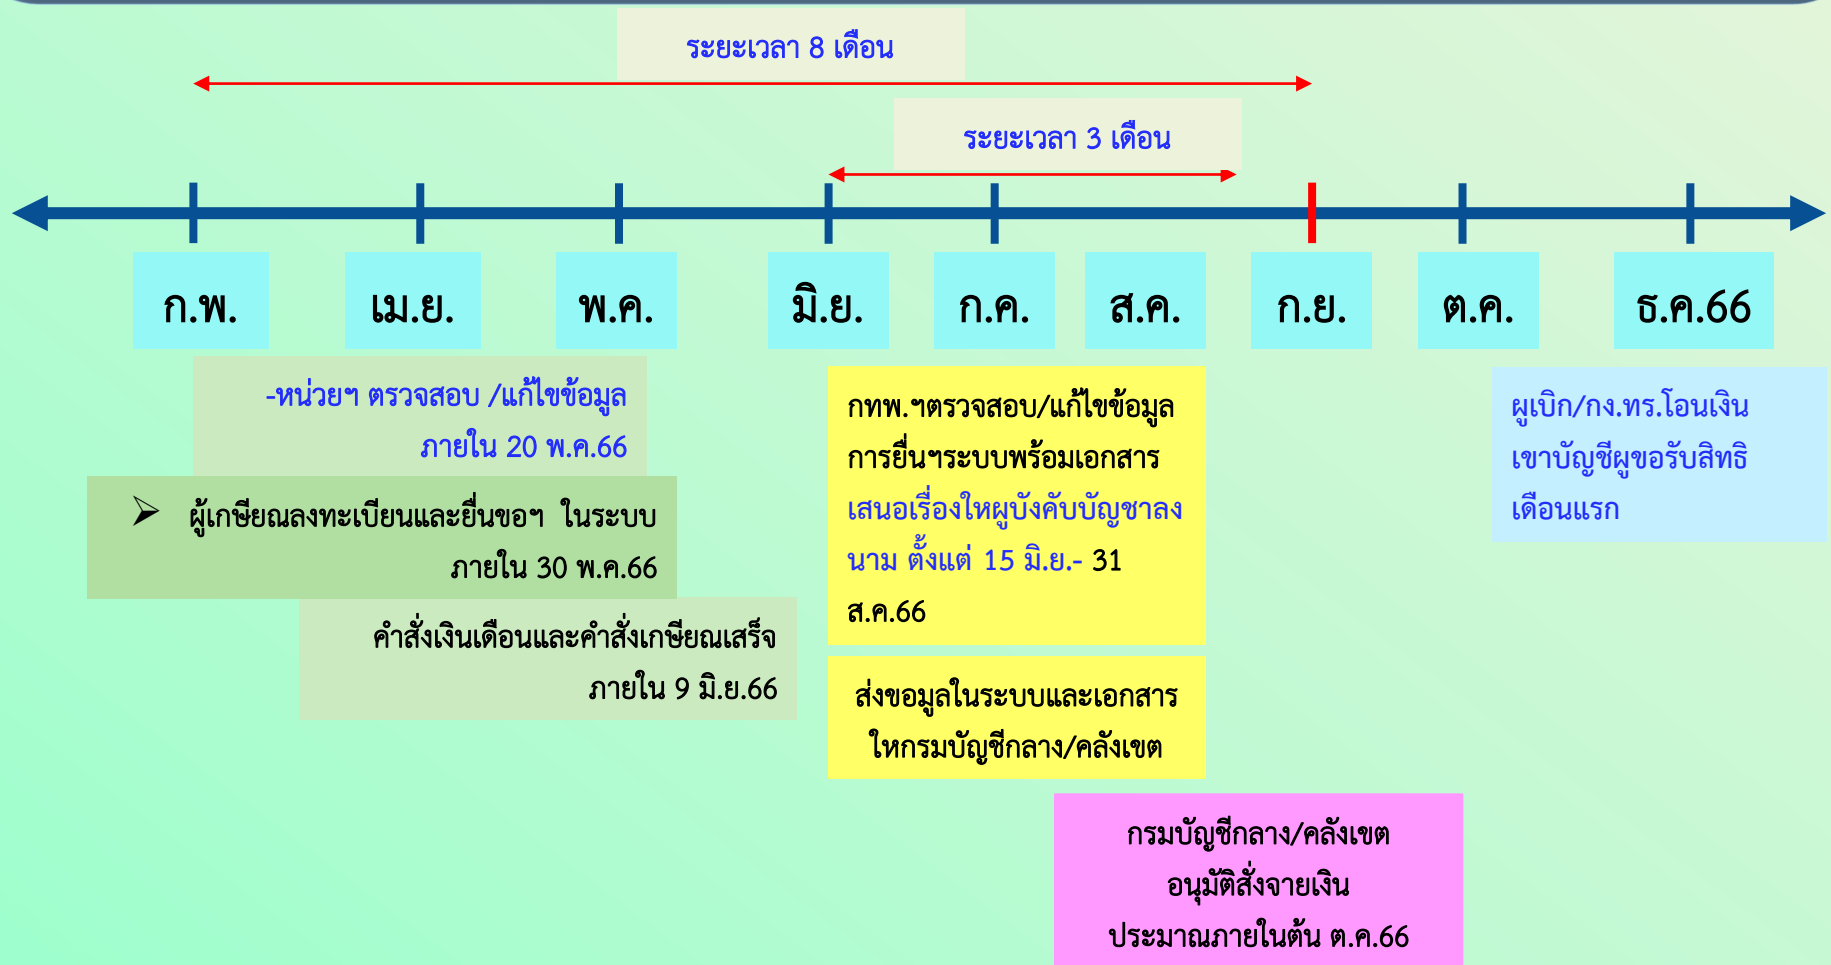 ระยะเวลา 8 เดือน
ระยะเวลา 3 เดือน
ก.พ.
เม.ย.
พ.ค.
มิ.ย.
ก.ค.
ส.ค.
ก.ย.
ต.ค.
ธ.ค.66
-หน่วยฯ ตรวจสอบ /แก้ไขข้อมูล
ภายใน 20 พ.ค.66
➢ ผู้เกษียณลงทะเบียนและยื่นขอฯ ในระบบ
ภายใน 30 พ.ค.66
คำสั่งเงินเดือนและคำสั่งเกษียณเสร็จ
ภายใน 9 มิ.ย.66
กทพ.ฯตรวจสอบ/แก้ไขข้อมูล
การยื่นฯระบบพร้อมเอกสาร
เสนอเรื่องใหผูบังคับบัญชาลง
นาม ตั้งแต่ 15 มิ.ย.- 31
ส.ค.66
ส่งขอมูลในระบบและเอกสาร
ใหกรมบัญชีกลาง/คลังเขต
กรมบัญชีกลาง/คลังเขต
อนุมัติสั่งจายเงิน
ประมาณภายในต้น ต.ค.66
ผูเบิก/กง.ทร.โอนเงิน
เขาบัญชีผูขอรับสิทธิ
เดือนแรก